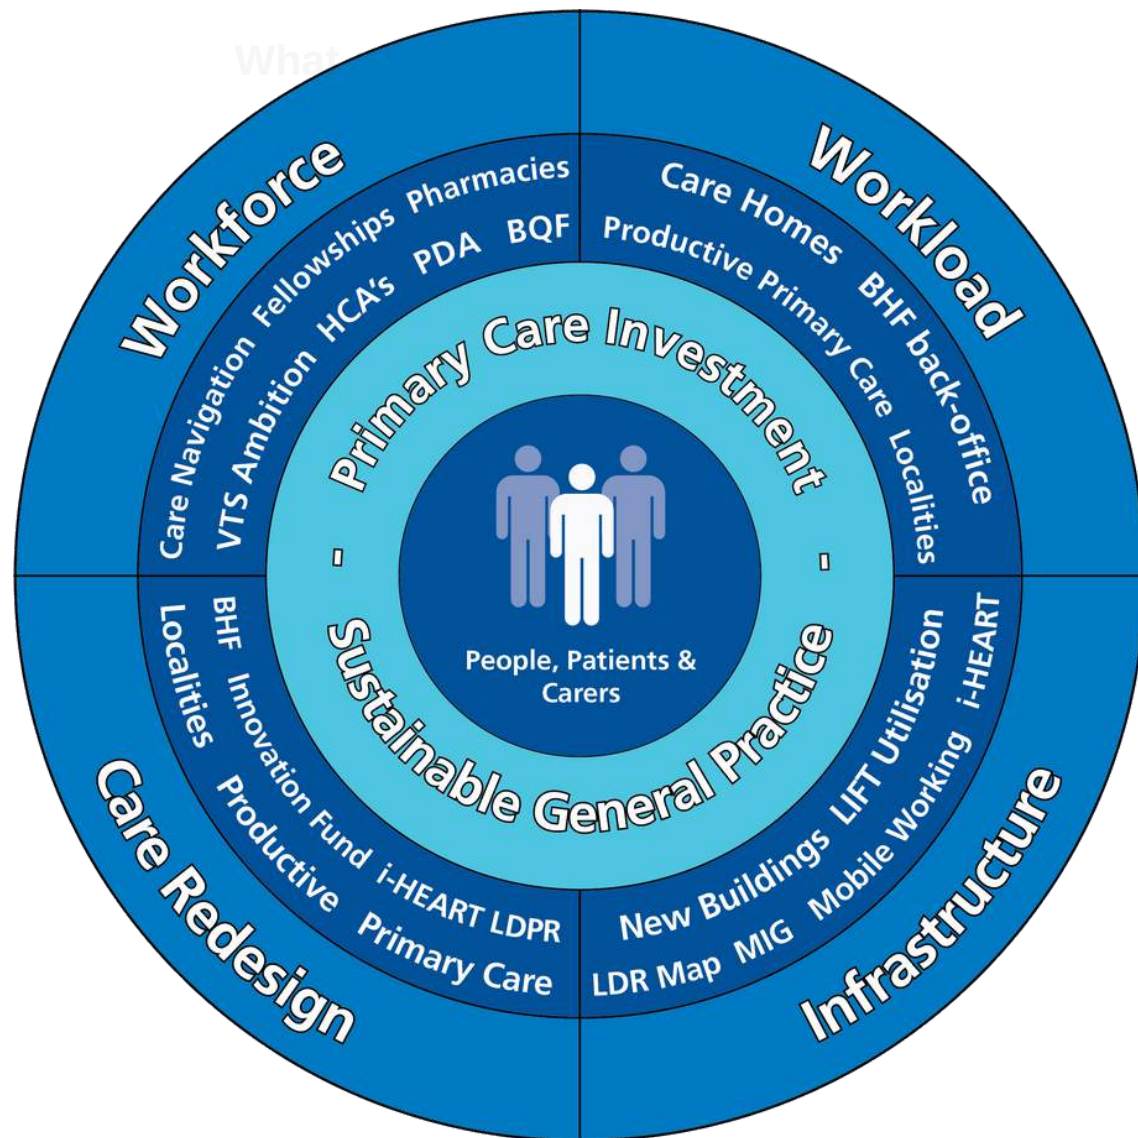 What
Workforce
Care Navigation Fellowships Pharmacies
VTS Ambition HCA's PDA BQF
Workload
Care Homes BHF back-office
Productive Primary Care Localities
Primary Care Investment
- Sustainable General Practice -
People, Patients &
Carers
Care Redesign
BHF Innovation Fund i-HEART LDPR
Localities Productive Primary Care
Infrastructure
New Buildings LIFT Utilisation
LDR Map MIG Mobile Working i-HEART